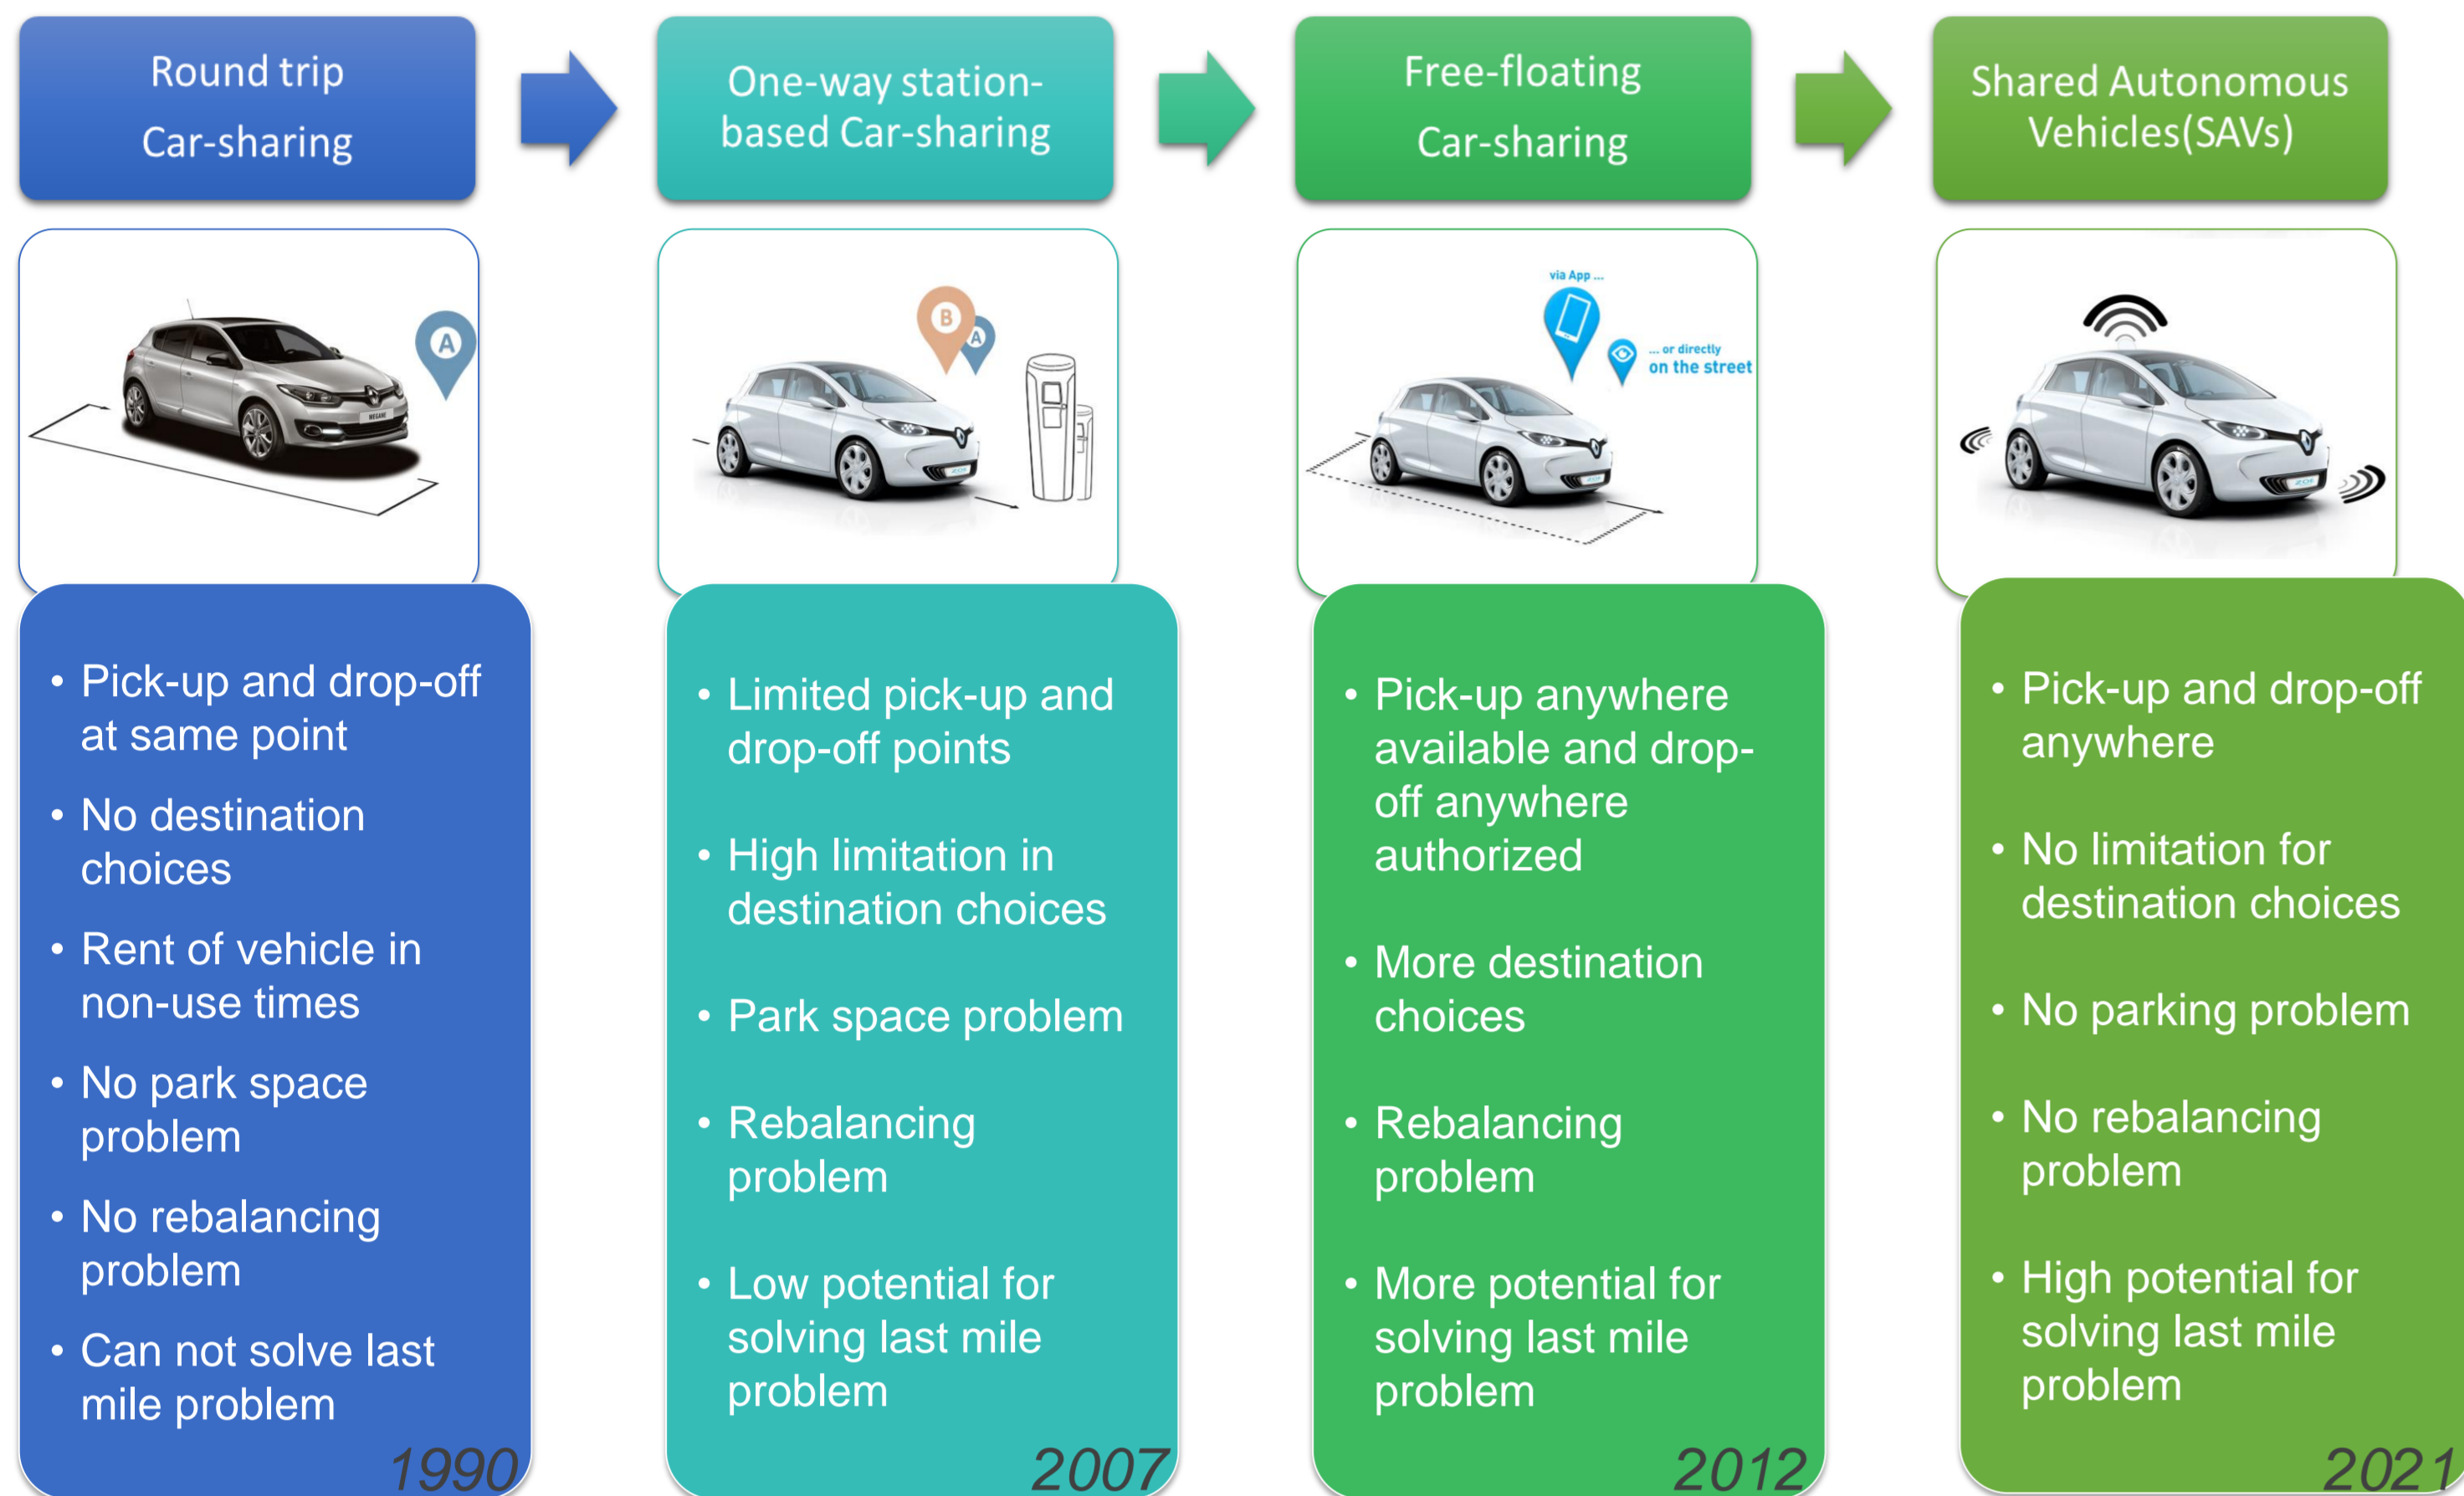 Round trip
Car-sharing
One-way station-
based Car-sharing
Free-floating
Car-sharing
Shared Autonomous
Vehicles(SAVs)
A
MEGANE
B
A
ZOE
via App ...
... or directly
on the street
ZOE
ZOE
• Pick-up and drop-off
at same point
• No destination
choices
• Rent of vehicle in
non-use times
• No park space
problem
• No rebalancing
problem
• Can not solve last
mile problem
1990
• Limited pick-up and
drop-off points
• High limitation in
destination choices
• Park space problem
• Rebalancing
problem
• Low potential for
solving last mile
problem
2007
• Pick-up anywhere
available and drop-
off anywhere
authorized
• More destination
choices
• Rebalancing
problem
• More potential for
solving last mile
problem
2012
• Pick-up and drop-off
anywhere
• No limitation for
destination choices
• No parking problem
• No rebalancing
problem
• High potential for
solving last mile
problem
2021